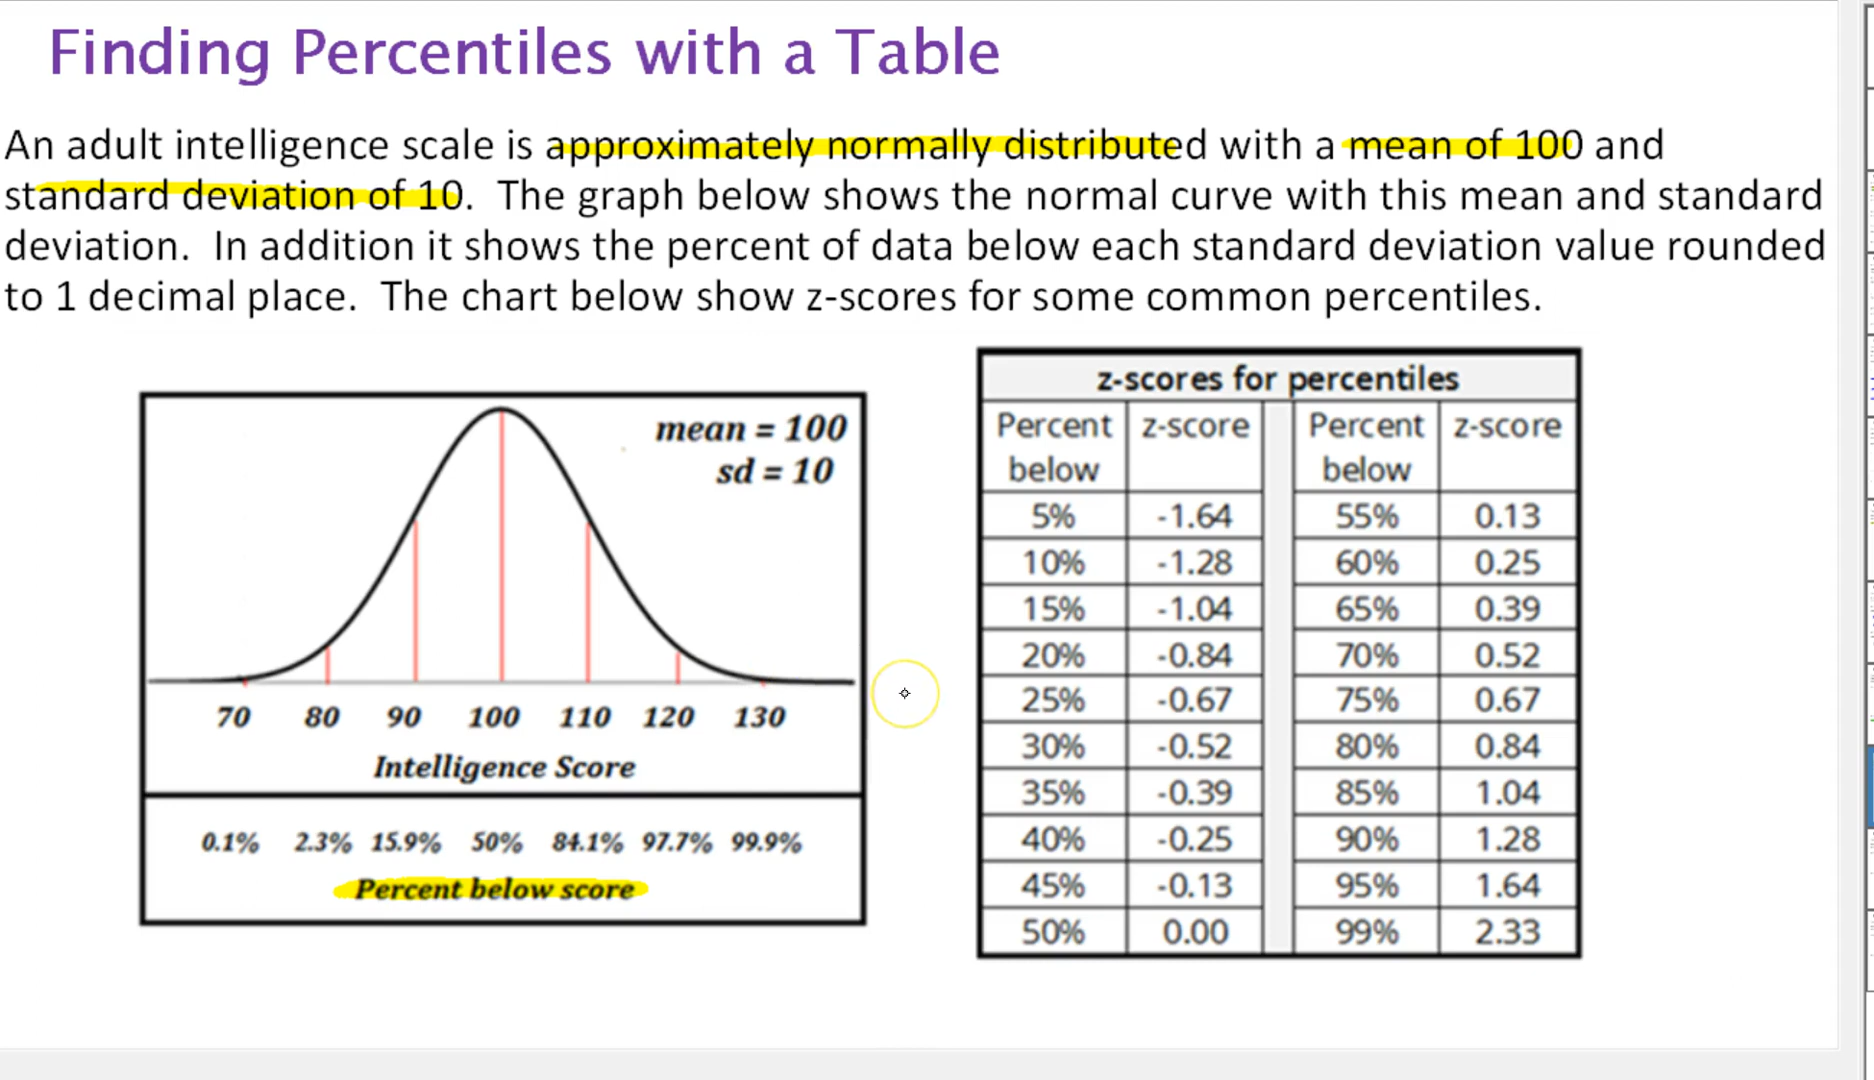 Finding Percentiles with a Table
An adult intelligence scale is approximately normally distributed with a mean of 100 and
standard deviation of 10. The graph below shows the normal curve with this mean and standard
deviation. In addition it shows the percent of data below each standard deviation value rounded
to 1 decimal place. The chart below show z-scores for some common percentiles.
mean = 100
sd = 10
70 80 90 100 110 120 130
Intelligence Score
0.1% 2.3% 15.9% 50% 84.1% 97.7% 99.9%
Percent below score
z-scores for percentiles
Percent below z-score Percent below z-score
5% -1.64 55% 0.13
10% -1.28 60% 0.25
15% -1.04 65% 0.39
20% -0.84 70% 0.52
25% -0.67 75% 0.67
30% -0.52 80% 0.84
35% -0.39 85% 1.04
40% -0.25 90% 1.28
45% -0.13 95% 1.64
50% 0.00 99% 2.33